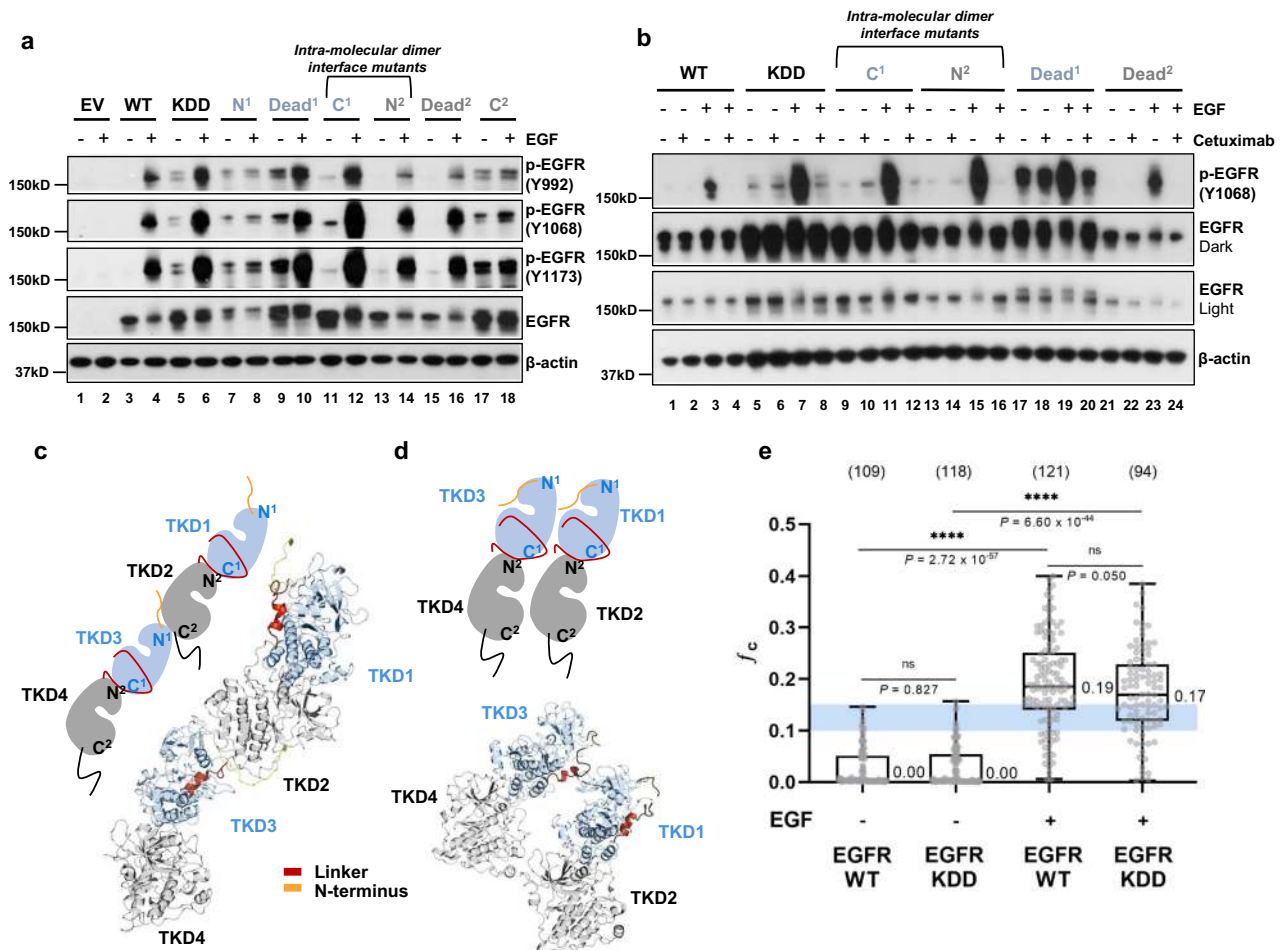 a
Intra-molecular dimer
interface mutants
EV WT KDD N¹ Dead¹ C¹ N² Dead² C²
- + - + - + - + - + - + - + - + - + EGF
150kD
p-EGFR
(Y992)
150kD
p-EGFR
(Y1068)
p-EGFR
(Y1173)
150kD
EGFR
37kD
β-actin
1 2 3 4 5 6 7 8 9 10 11 12 13 14 15 16 17 18
b
Intra-molecular dimer
interface mutants
WT KDD C¹ N² Dead¹ Dead²
- - + + - - + + - - + + - - + + - - + + - - + + EGF
- + - + - + - + - + - + - + - + - + - + - + - + Cetuximab
150kD
p-EGFR
(Y1068)
150kD
EGFR
Dark
150kD
EGFR
Light
37kD
β-actin
1 2 3 4 5 6 7 8 9 10 11 12 13 14 15 16 17 18 19 20 21 22 23 24
c
N¹
TKD1
C¹
N²
TKD2
C²
N¹
TKD3
C¹
N²
TKD4
C²
TKD1
TKD2
TKD3
TKD4
Linker
N-terminus
d
TKD3
N¹
N¹
TKD1
C¹
C¹
N²
N²
TKD4
TKD2
C²
C²
TKD3
TKD4
TKD1
TKD2
e
(109) (118) (121) (94)
****
P = 6.60 x 10⁻⁴⁴
****
P = 2.72 x 10⁻⁵⁷
ns
P = 0.050
ns
P = 0.827
fc
0.5
0.4
0.3
0.2
0.1
0.0
0.00
0.00
0.19
0.17
EGF - - + +
EGFR EGFR EGFR EGFR
WT KDD WT KDD